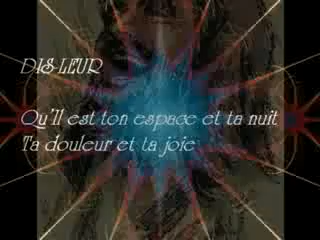 DIS-LEUR
Qu'Il est ton espace et ta nuit
Ta douleur et ta joie